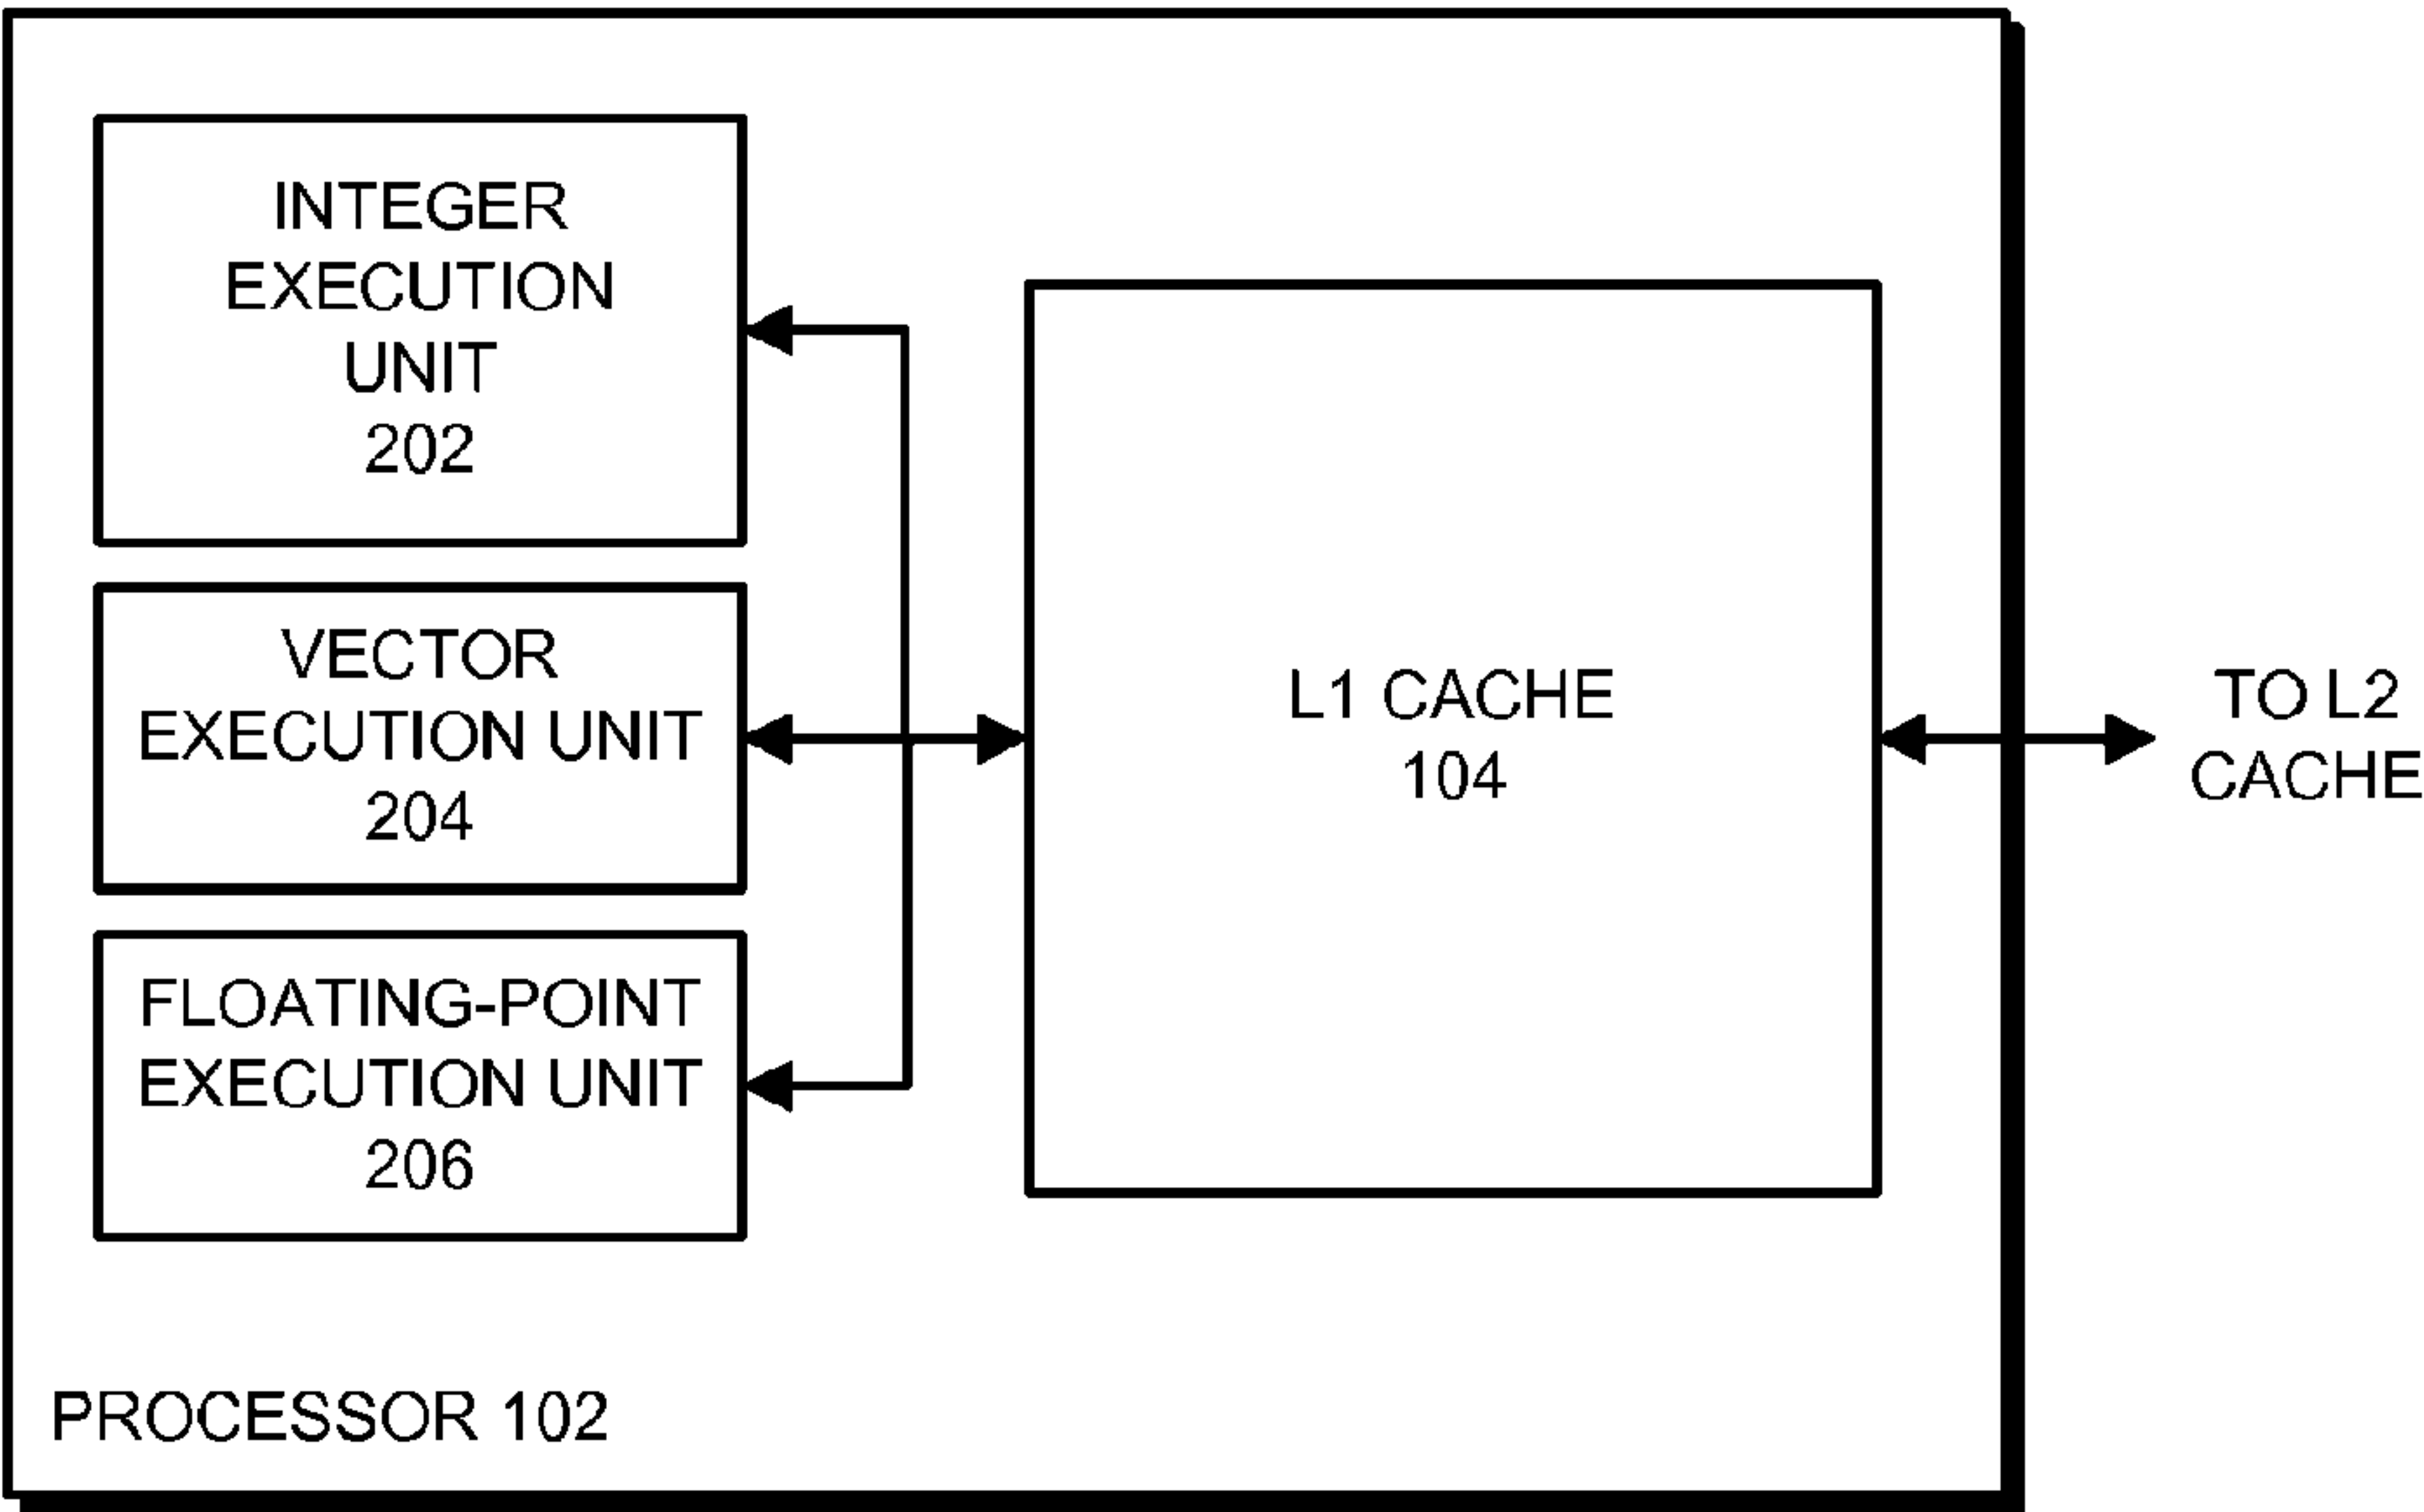 INTEGER
EXECUTION
UNIT
202
VECTOR
EXECUTION UNIT
204
FLOATING-POINT
EXECUTION UNIT
206
L1 CACHE
104
TO L2
CACHE
PROCESSOR 102